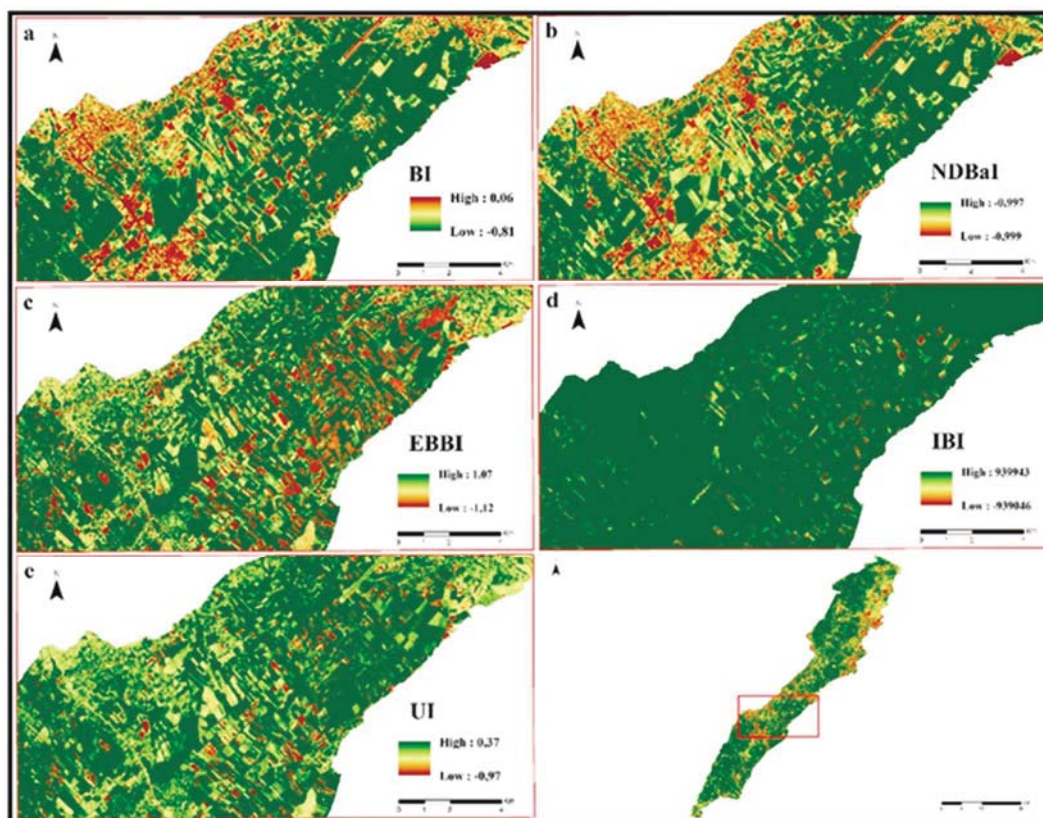 a
BI
High : 0,06
Low : -0,81
b
NDBaI
High : -0,997
Low : -0,999
c
EBBI
High : 1,07
Low : -1,12
d
IBI
High : 939943
Low : -939046
e
UI
High : 0,37
Low : -0,97